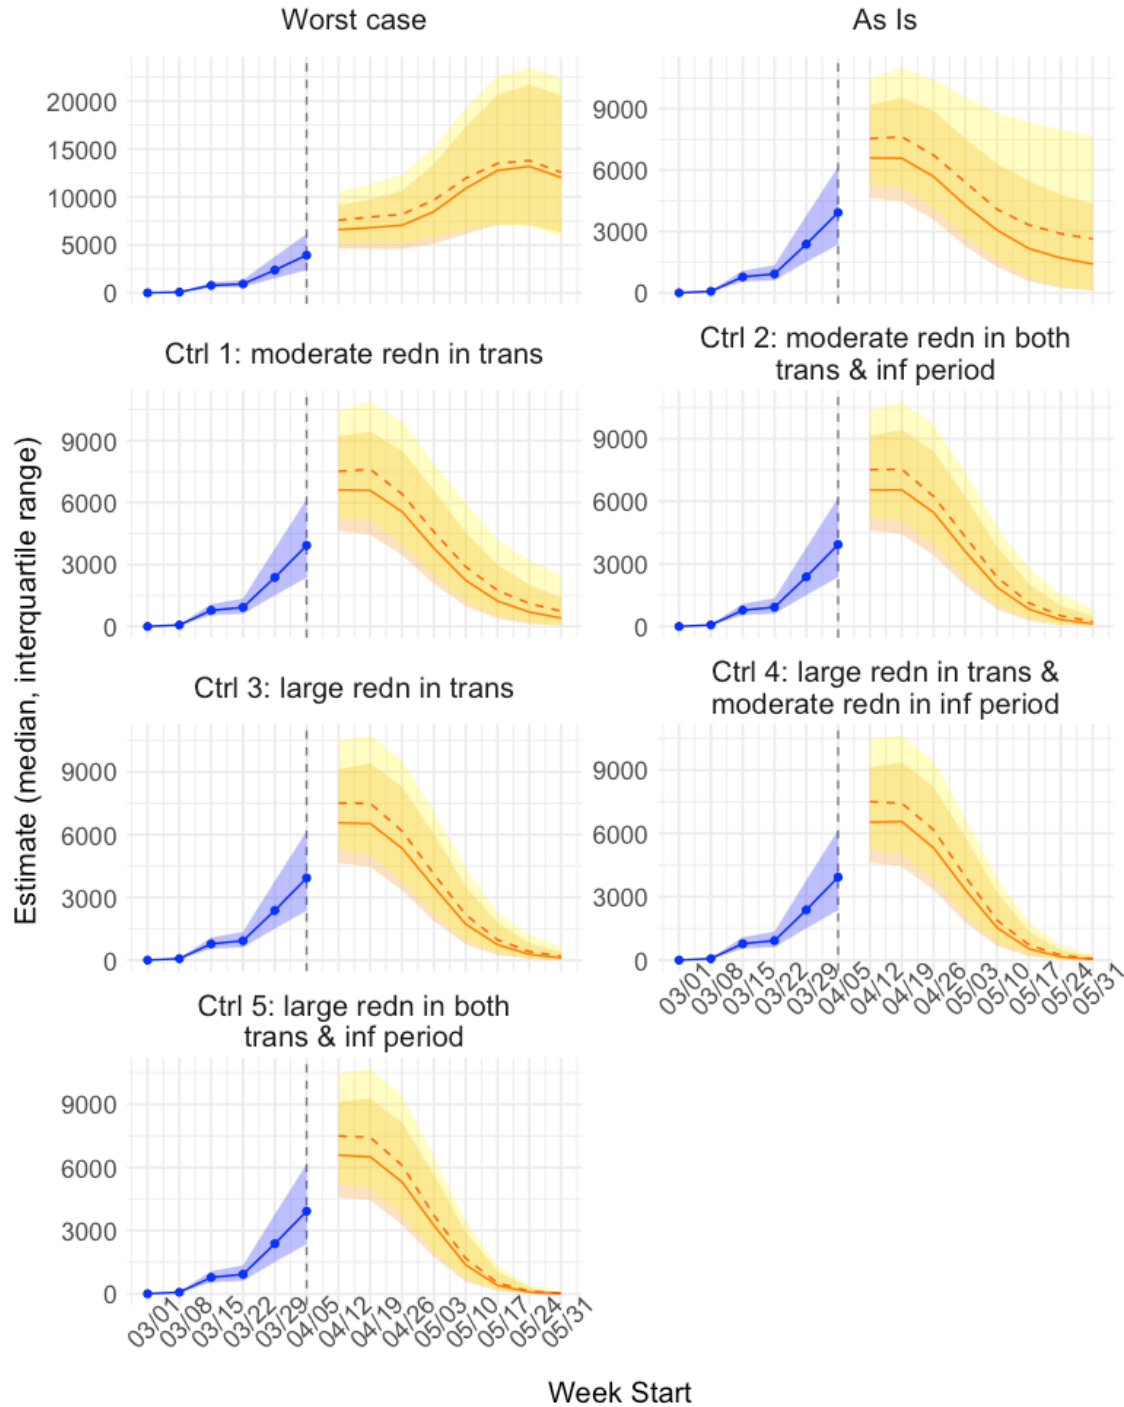 Worst case
As Is
20000
15000
10000
5000
0
9000
6000
3000
0
Ctrl 1: moderate redn in trans
Ctrl 2: moderate redn in both
trans & inf period
9000
6000
3000
0
9000
6000
3000
0
Estimate (median, interquartile range)
Ctrl 3: large redn in trans
Ctrl 4: large redn in trans &
moderate redn in inf period
9000
6000
3000
0
9000
6000
3000
0
03/01 03/08 03/15 03/22 03/29 04/05 04/12 04/19 04/26 05/03 05/10 05/17 05/24 05/31
Ctrl 5: large redn in both
trans & inf period
9000
6000
3000
0
03/01 03/08 03/15 03/22 03/29 04/05 04/12 04/19 04/26 05/03 05/10 05/17 05/24 05/31
Week Start